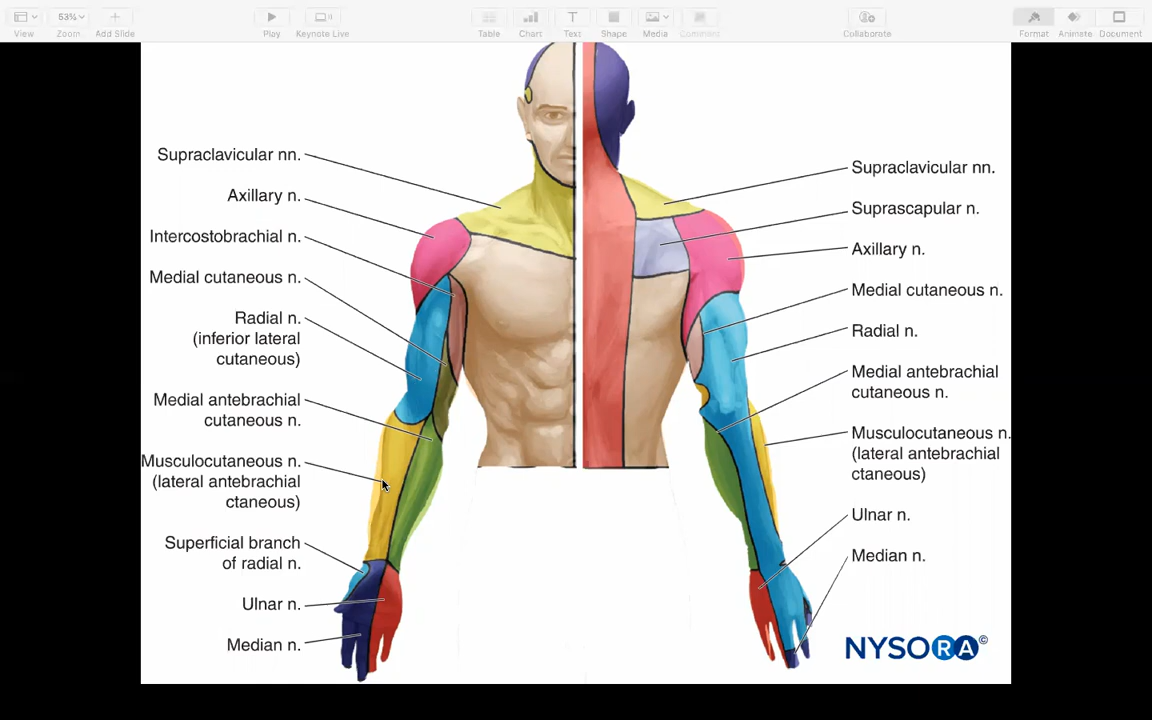 53%
View
Zoom
Add Slide
Play
Keynote Live
Table
Chart
Text
Shape
Media
Comment
Collaborate
Format
Animate
Document
Supraclavicular nn.
Axillary n.
Intercostobrachial n.
Medial cutaneous n.
Radial n.
(inferior lateral
cutaneous)
Medial antebrachial
cutaneous n.
Musculocutaneous n.
(lateral antebrachial
ctaneous)
Superficial branch
of radial n.
Ulnar n.
Median n.
Supraclavicular nn.
Suprascapular n.
Axillary n.
Medial cutaneous n.
Radial n.
Medial antebrachial
cutaneous n.
Musculocutaneous n.
(lateral antebrachial
ctaneous)
Ulnar n.
Median n.
NYSORA©